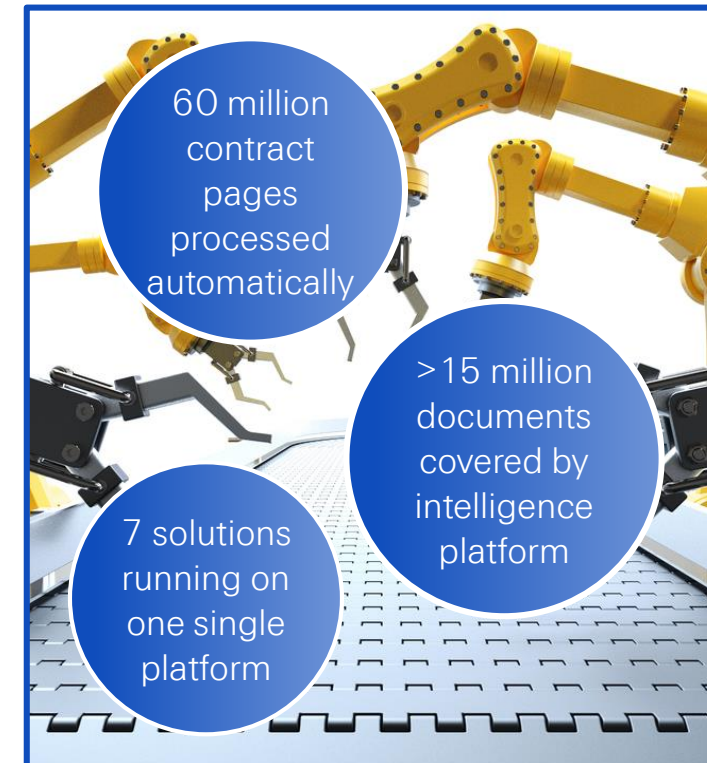 60 million
contract
pages
processed
automatically
>15 million
documents
covered by
intelligence
platform
7 solutions
running on
one single
platform